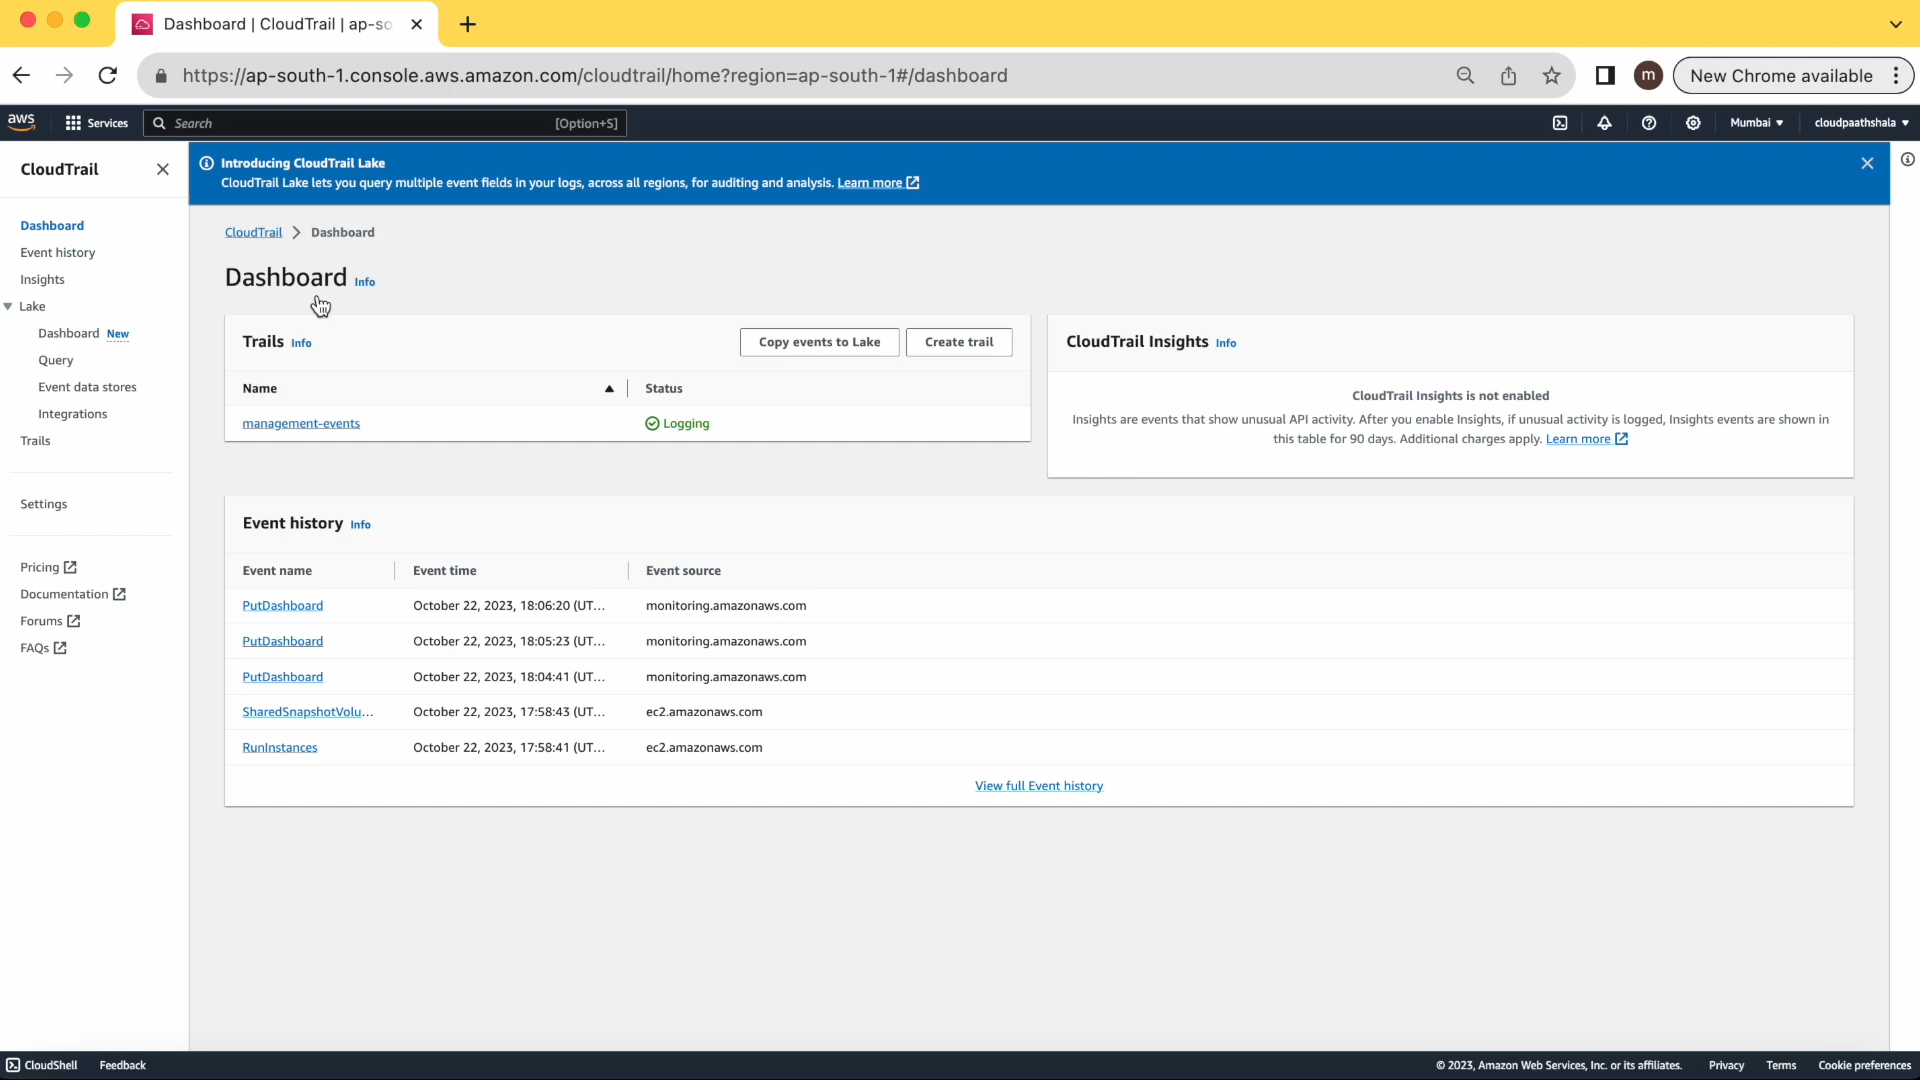 Dashboard | CloudTrail | ap-so
https://ap-south-1.console.aws.amazon.com/cloudtrail/home?region=ap-south-1#/dashboard
m
New Chrome available
aws
Services
Search
[Option+S]
Mumbai
cloudpaathshala
CloudTrail
Dashboard
Event history
Insights
Lake
Dashboard New
Query
Event data stores
Integrations
Trails
Settings
Pricing
Documentation
Forums
FAQs
Introducing CloudTrail Lake
CloudTrail Lake lets you query multiple event fields in your logs, across all regions, for auditing and analysis. Learn more
CloudTrail > Dashboard
Dashboard Info
Trails Info
Copy events to Lake
Create trail
Name Status
management-events Logging
CloudTrail Insights Info
CloudTrail Insights is not enabled
Insights are events that show unusual API activity. After you enable Insights, if unusual activity is logged, Insights events are shown in
this table for 90 days. Additional charges apply. Learn more
Event history Info
Event name Event time Event source
PutDashboard October 22, 2023, 18:06:20 (UT... monitoring.amazonaws.com
PutDashboard October 22, 2023, 18:05:23 (UT... monitoring.amazonaws.com
PutDashboard October 22, 2023, 18:04:41 (UT... monitoring.amazonaws.com
SharedSnapshotVolu... October 22, 2023, 17:58:43 (UT... ec2.amazonaws.com
RunInstances October 22, 2023, 17:58:41 (UT... ec2.amazonaws.com
View full Event history
CloudShell
Feedback
© 2023, Amazon Web Services, Inc. or its affiliates.
Privacy
Terms
Cookie preferences